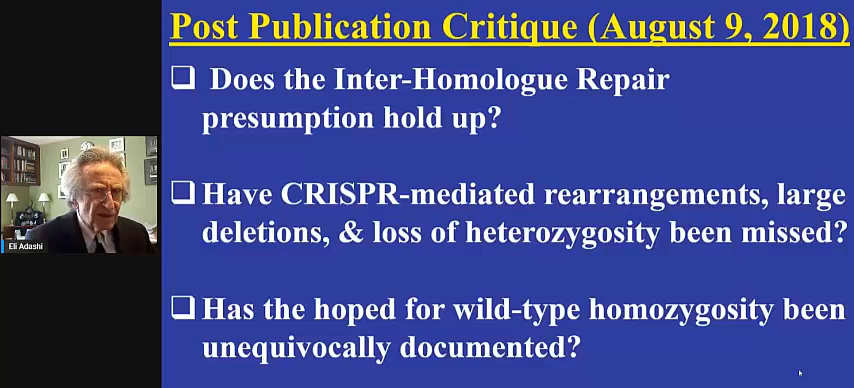 Post Publication Critique (August 9, 2018)
Does the Inter-Homologue Repair
presumption hold up?
Have CRISPR-mediated rearrangements, large
deletions, & loss of heterozygosity been missed?
Has the hoped for wild-type homozygosity been
unequivocally documented?
Eli Adashi